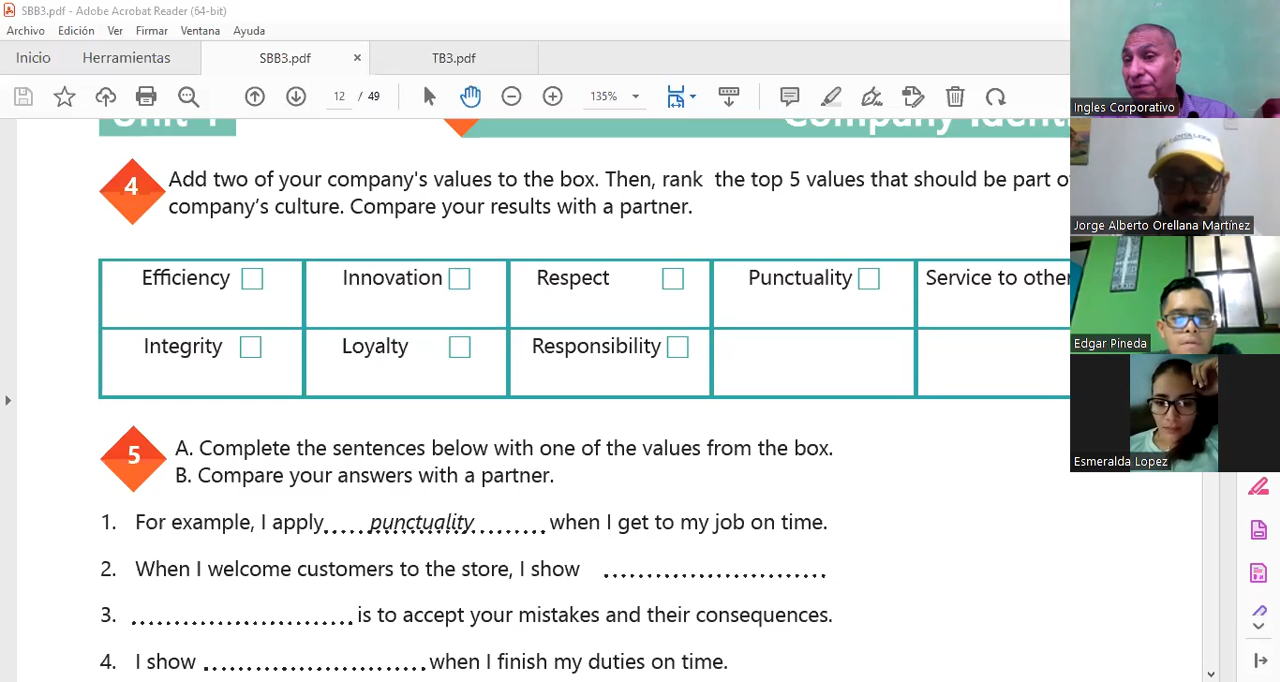 SBB3.pdf - Adobe Acrobat Reader (64-bit)
Archivo Edición Ver Firmar Ventana Ayuda
Inicio Herramientas SBB3.pdf × TB3.pdf
12 / 49 135%
Unit 1 Company Identi
4 Add two of your company's values to the box. Then, rank the top 5 values that should be part o
company's culture. Compare your results with a partner.
Efficiency Innovation Respect Punctuality Service to other
Integrity Loyalty Responsibility
5 A. Complete the sentences below with one of the values from the box.
B. Compare your answers with a partner.
1. For example, I apply.....punctuality.......when I get to my job on time.
2. When I welcome customers to the store, I show ........................
3. ........................ is to accept your mistakes and their consequences.
4. I show ........................ when I finish my duties on time.
Ingles Corporativo
Jorge Alberto Orellana Martínez
Edgar Pineda
Esmeralda Lopez